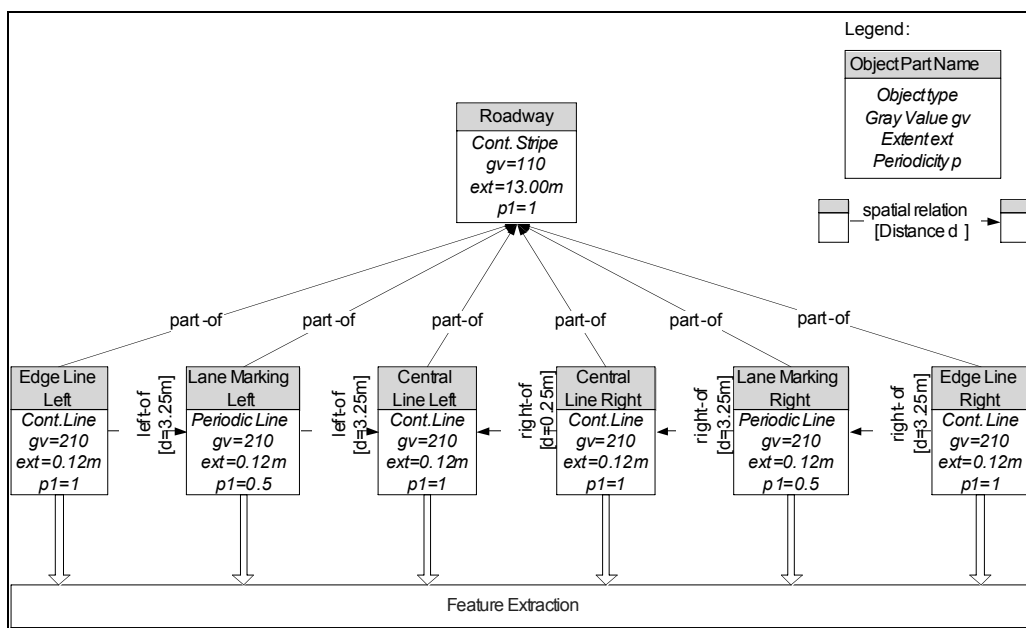 Legend:
Object Part Name
Object type
Gray Value gv
Extent ext
Periodicity p
spatial relation
[Distance d ]
Roadway
Cont. Stripe
gv=110
ext=13.00m
p1=1
part-of
part-of
part-of
part-of
part-of
part-of
Edge Line
Left
Cont.Line
gv=210
ext=0.12m
p1=1
left-of
[d=3.25m]
Lane Marking
Left
Periodic Line
gv=210
ext=0.12m
p1=0.5
left-of
[d=3.25m]
Central
Line Left
Cont.Line
gv=210
ext=0.12m
p1=1
right-of
[d=0.25m]
Central
Line Right
Cont.Line
gv=210
ext=0.12m
p1=1
right-of
[d=3.25m]
Lane Marking
Right
Periodic Line
gv=210
ext=0.12m
p1=0.5
right-of
[d=3.25m]
Edge Line
Right
Cont.Line
gv=210
ext=0.12m
p1=1
Feature Extraction